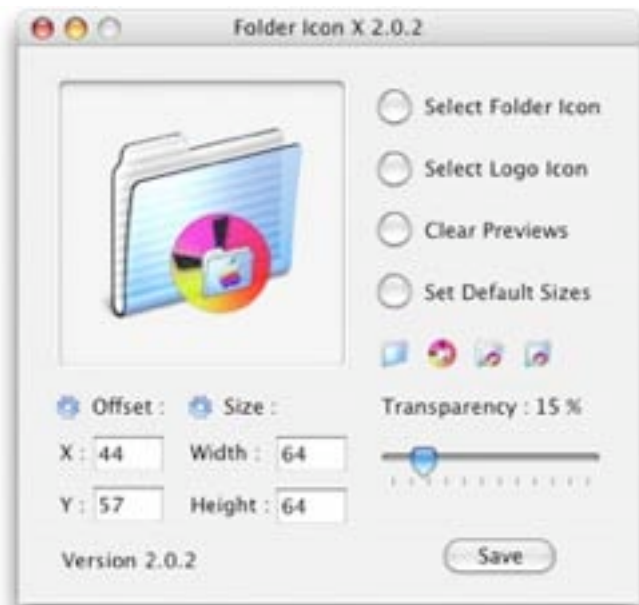 Folder Icon X 2.0.2
Select Folder Icon
Select Logo Icon
Clear Previews
Set Default Sizes
Offset : Size :
Transparency : 15 %
X : 44 Width : 64
Y : 57 Height : 64
Version 2.0.2
Save